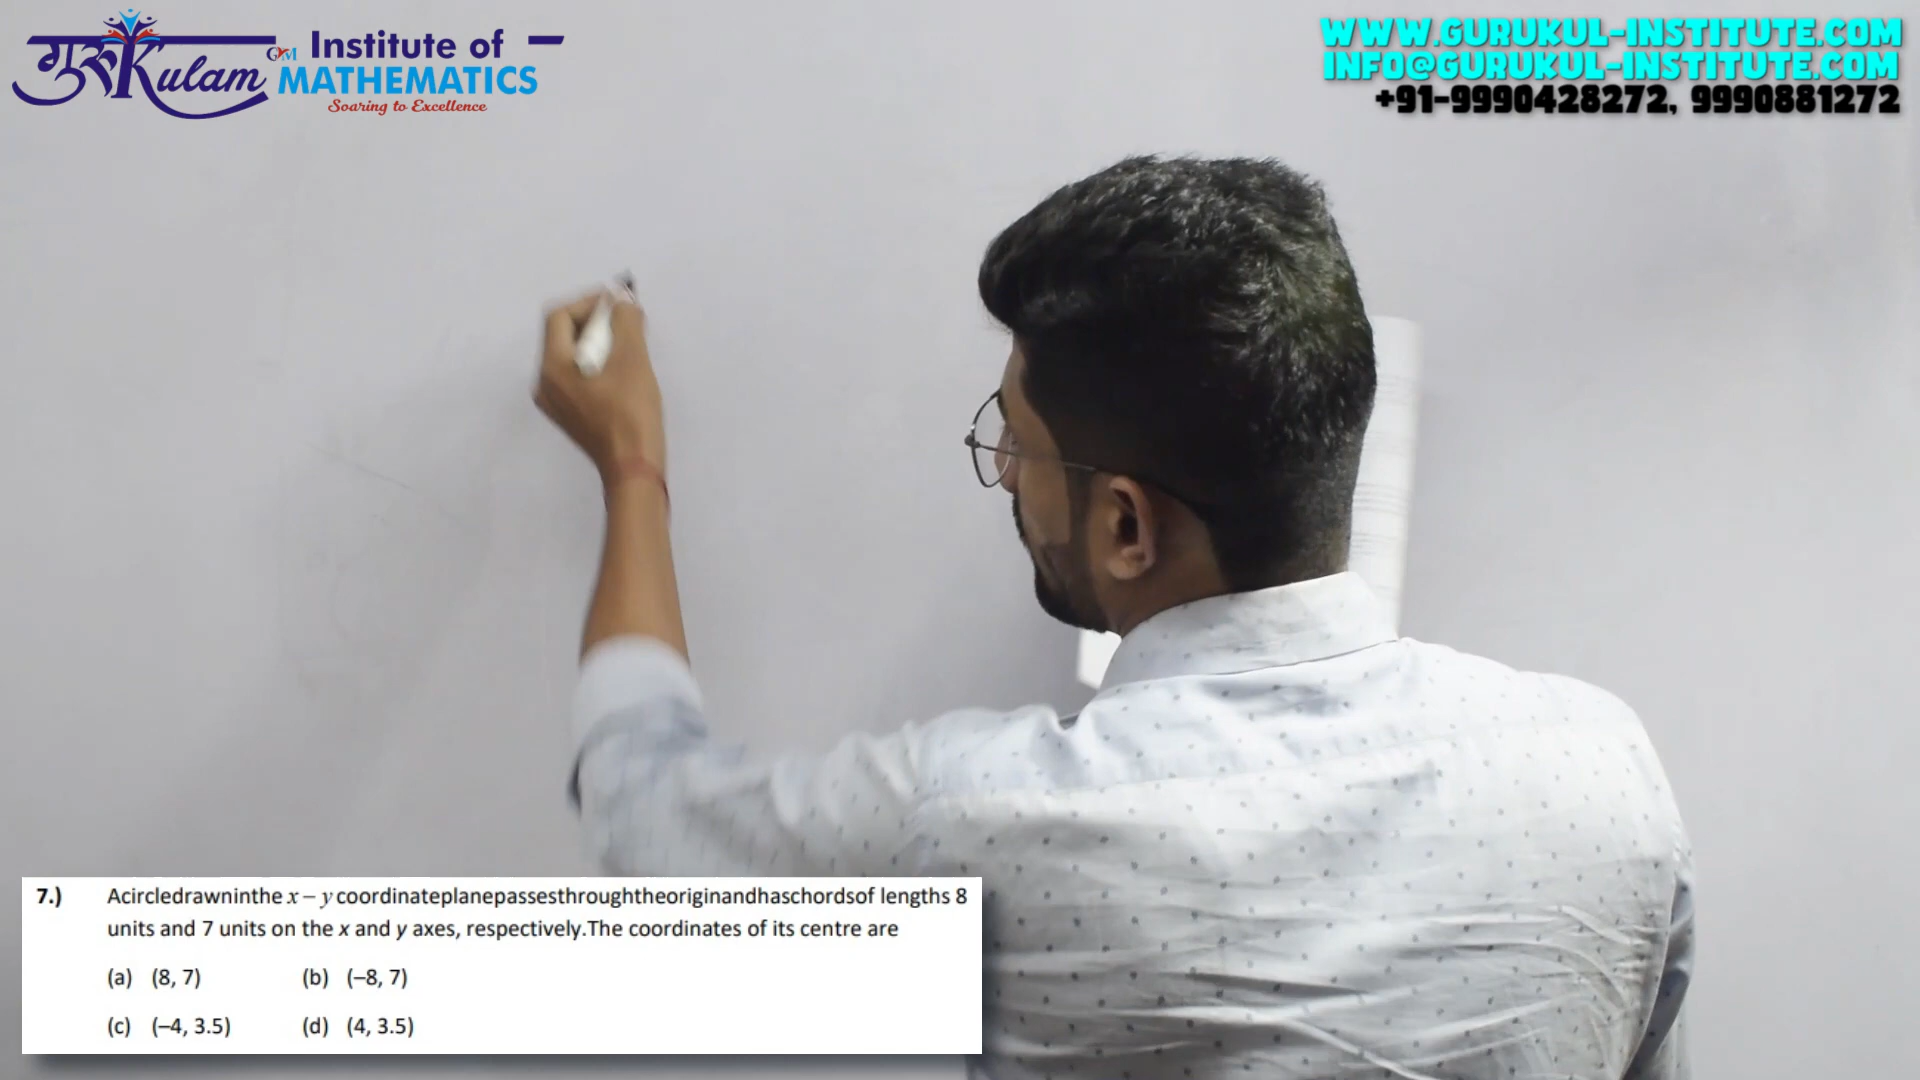 गुरुKulam GM Institute of
MATHEMATICS
Soaring to Excellence
WWW.GURUKUL-INSTITUTE.COM
INFO@GURUKUL-INSTITUTE.COM
+91-9990428272, 9990881272
7.) Acircledrawninthe x – y coordinateplanepassesthroughtheoriginandhaschordsof lengths 8
units and 7 units on the x and y axes, respectively.The coordinates of its centre are
(a) (8, 7) (b) (–8, 7)
(c) (–4, 3.5) (d) (4, 3.5)